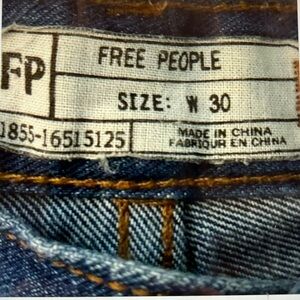 FP
FREE PEOPLE
SIZE: W 30
1855-16515125
MADE IN CHINA
FABRIQUR EN CHINA